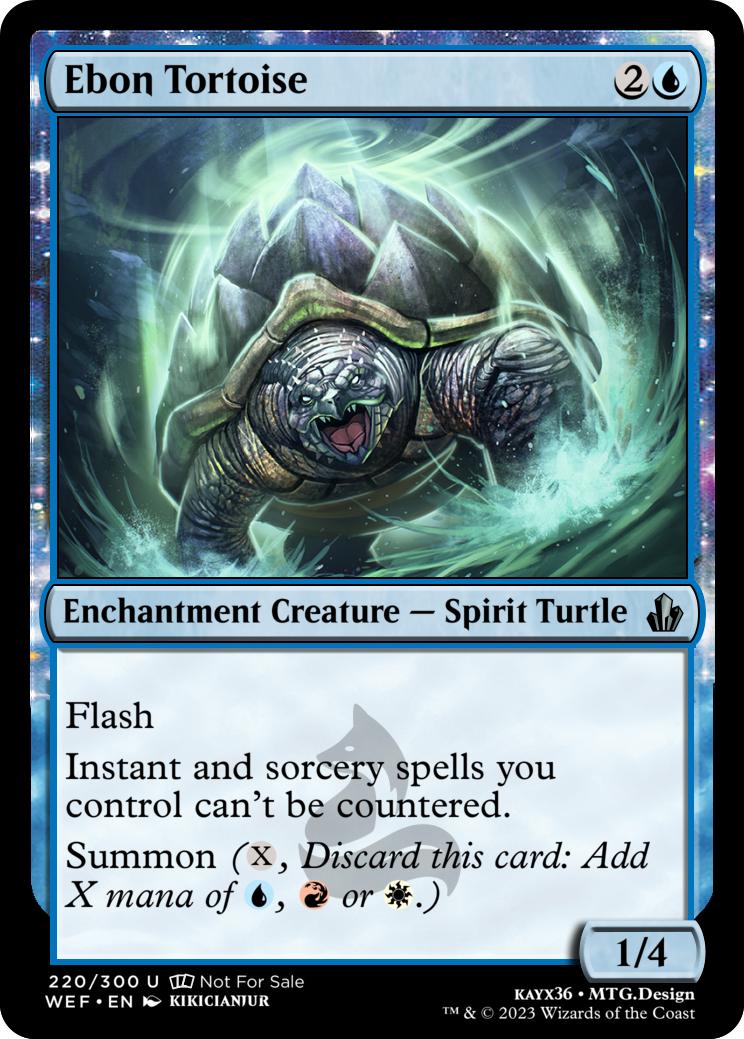 Ebon Tortoise 2
Enchantment Creature — Spirit Turtle
Flash
Instant and sorcery spells you
control can't be countered.
Summon (X, Discard this card: Add
X mana of , or .)
1/4
220/300 U Not For Sale
WEF • EN KIKICIANJUR
KAYX36 • MTG.Design
™ & © 2023 Wizards of the Coast